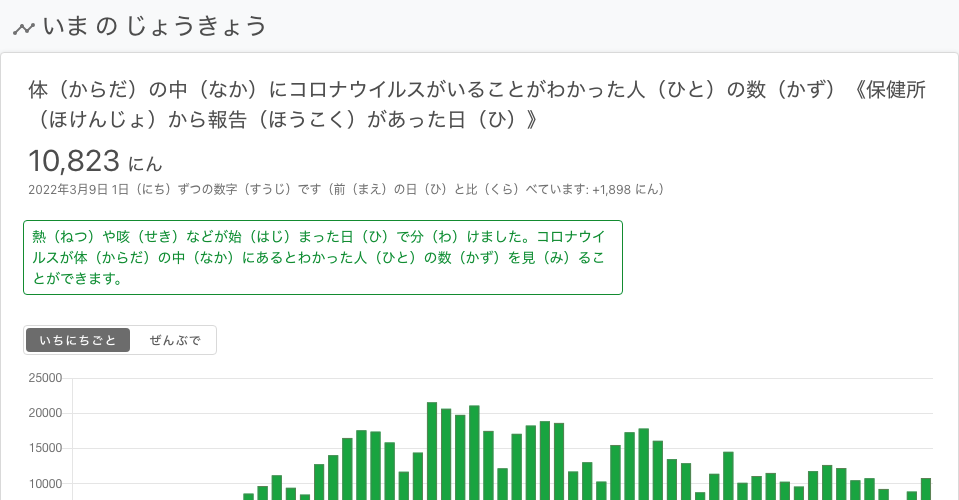 いまのじょうきょう
体（からだ）の中（なか）にコロナウイルスがいることがわかった人（ひと）の数（かず）《保健所
（ほけんじょ）から報告（ほうこく）があった日（ひ）》
10,823 にん
2022年3月9日 1日（にち）ずつの数字（すうじ）です（前（まえ）の日（ひ）と比（くら）べています: +1,898 にん）
熱（ねつ）や咳（せき）などが始（はじ）まった日（ひ）で分（わ）けました。コロナウイ
ルスが体（からだ）の中（なか）にあるとわかった人（ひと）の数（かず）を見（み）るこ
とができます。
いちにちごと ぜんぶで
25000
20000
15000
10000